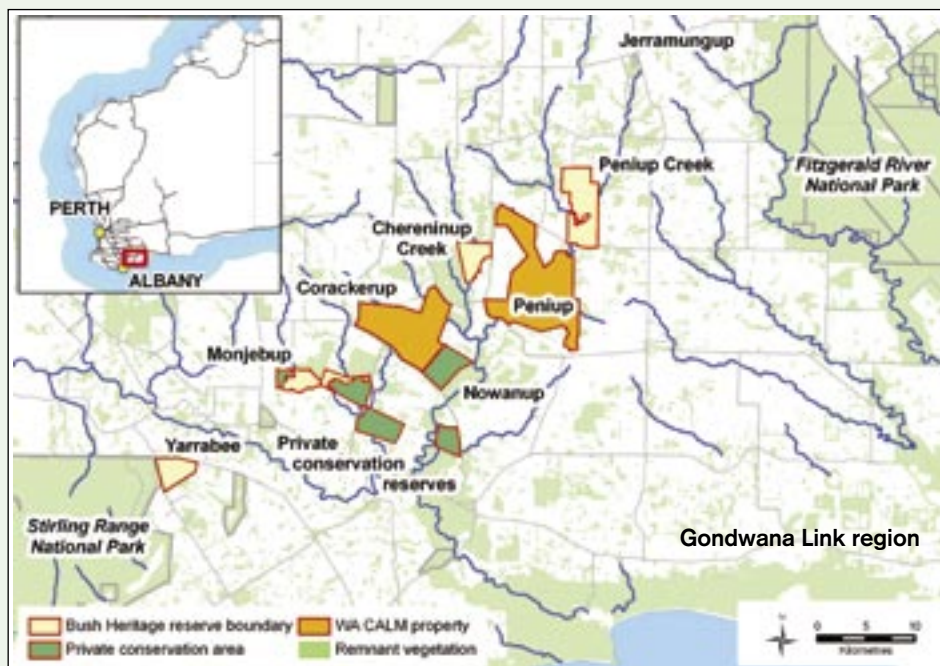 Jerramungup
Peniup Creek
Fitzgerald River
National Park
PERTH
ALBANY
Chereninup
Creek
Corackerup
Peniup
Monjebup
Nowanup
Yarrabee
Private
conservation
reserves
Stirling Range
National Park
Gondwana Link region
Bush Heritage reserve boundary
WA CALM property
Private conservation area
Remnant vegetation
N
0 5 10
Kilometres